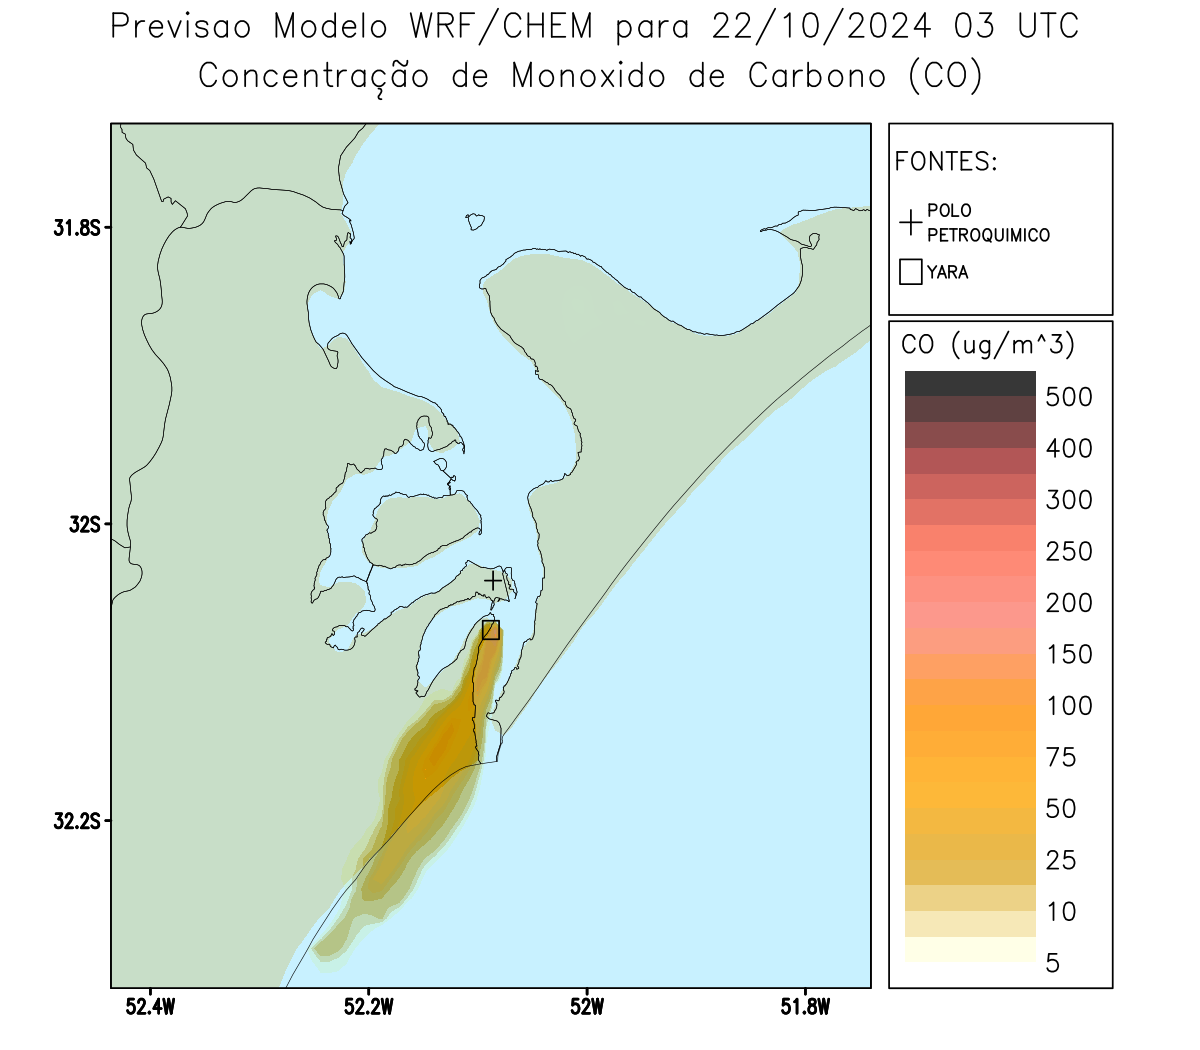 Previsao Modelo WRF/CHEM para 22/10/2024 03 UTC
Concentração de Monoxido de Carbono (CO)
FONTES:
POLO
PETROQUIMICO
YARA
CO (ug/m^3)
500
400
300
250
200
150
100
75
50
25
10
5
31.8S
32S
32.2S
52.4W
52.2W
52W
51.8W